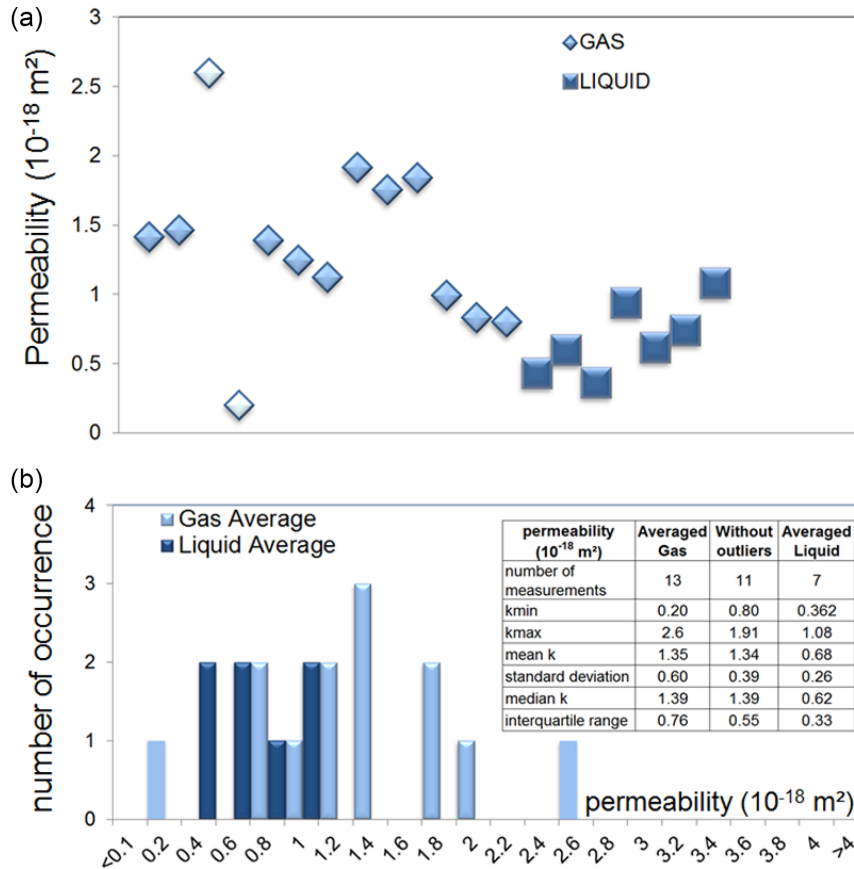 (a)
3
2.5
2
1.5
1
0.5
0
Permeability (10⁻¹⁸ m²)
GAS
LIQUID
(b)
4
3
2
1
0
number of occurrence
Gas Average
Liquid Average
permeability (10⁻¹⁸ m²) Averaged Gas Without outliers Averaged Liquid
number of measurements 13 11 7
kmin 0.20 0.80 0.362
kmax 2.6 1.91 1.08
mean k 1.35 1.34 0.68
standard deviation 0.60 0.39 0.26
median k 1.39 1.39 0.62
interquartile range 0.76 0.55 0.33
permeability (10⁻¹⁸ m²)
<0.1 0.2 0.4 0.6 0.8 1 1.2 1.4 1.6 1.8 2 2.2 2.4 2.6 2.8 3 3.2 3.4 3.6 3.8 4 >4